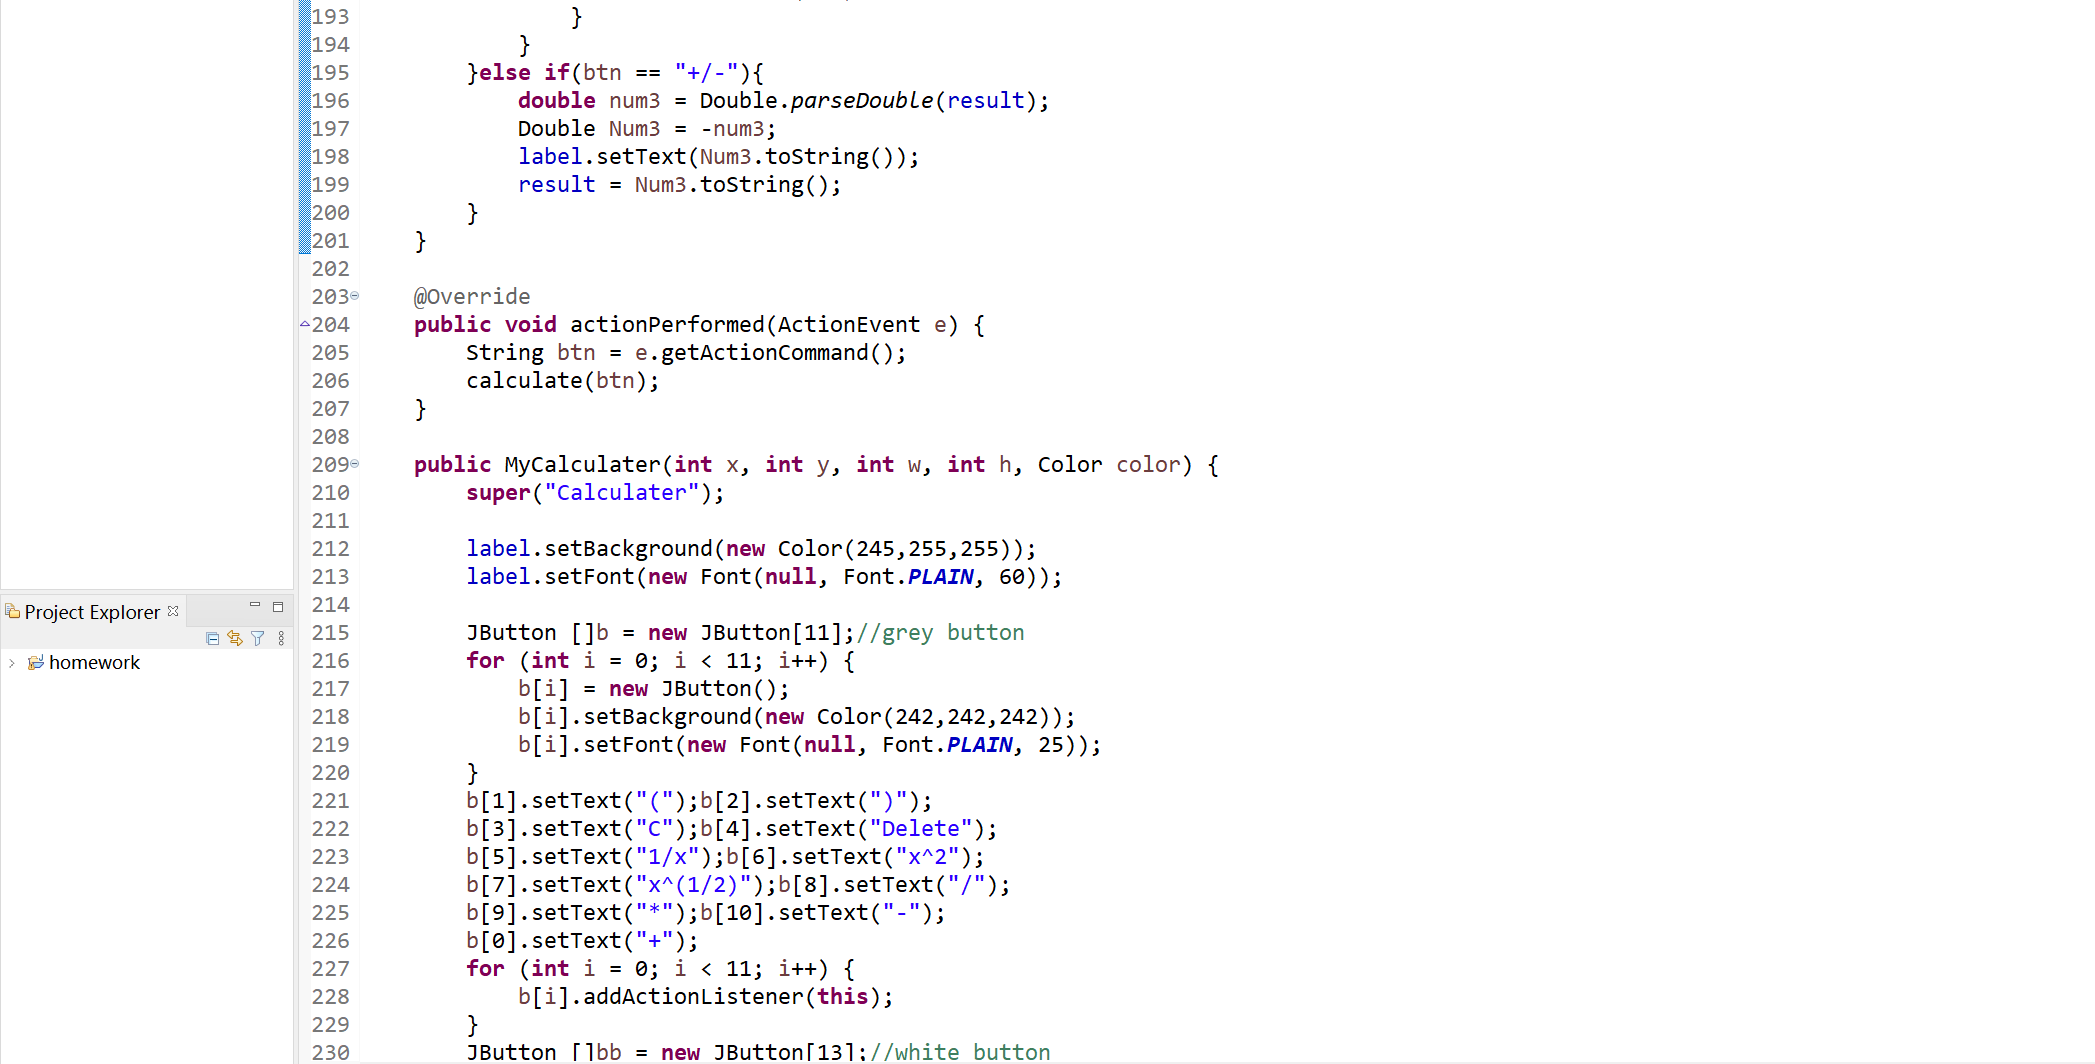 193                 }
194             }
195         }else if(btn == "+/-"){
196             double num3 = Double.parseDouble(result);
197             Double Num3 = -num3;
198             label.setText(Num3.toString());
199             result = Num3.toString();
200         }
201     }
202
203     @Override
204     public void actionPerformed(ActionEvent e) {
205         String btn = e.getActionCommand();
206         calculate(btn);
207     }
208
209     public MyCalculater(int x, int y, int w, int h, Color color) {
210         super("Calculater");
211
212         label.setBackground(new Color(245,255,255));
213         label.setFont(new Font(null, Font.PLAIN, 60));
214
215         JButton []b = new JButton[11];//grey button
216         for (int i = 0; i < 11; i++) {
217             b[i] = new JButton();
218             b[i].setBackground(new Color(242,242,242));
219             b[i].setFont(new Font(null, Font.PLAIN, 25));
220         }
221         b[1].setText("(");b[2].setText(")");
222         b[3].setText("C");b[4].setText("Delete");
223         b[5].setText("1/x");b[6].setText("x^2");
224         b[7].setText("x^(1/2)");b[8].setText("/");
225         b[9].setText("*");b[10].setText("-");
226         b[0].setText("+");
227         for (int i = 0; i < 11; i++) {
228             b[i].addActionListener(this);
229         }
230         JButton []bb = new JButton[13];//white button
Project Explorer
homework